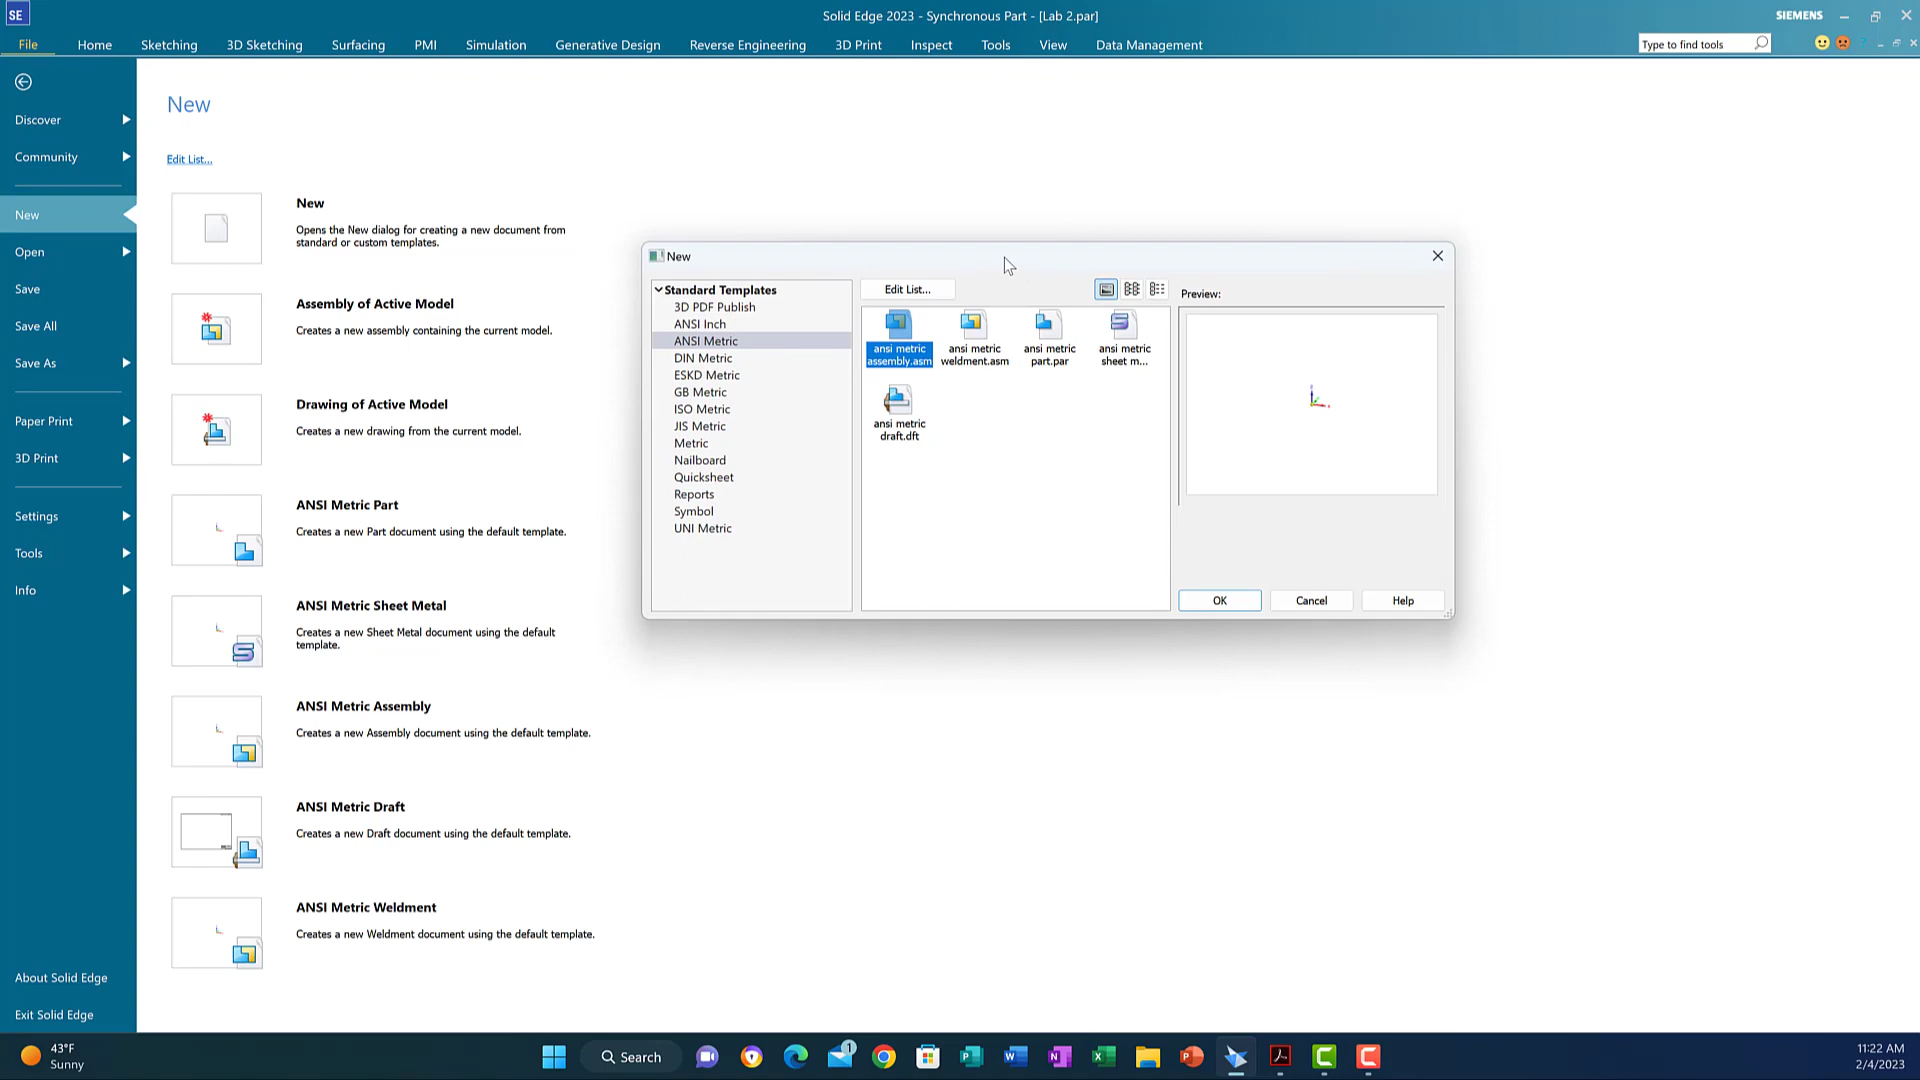 SE
Solid Edge 2023 - Synchronous Part - [Lab 2.par]
SIEMENS
File
Home
Sketching
3D Sketching
Surfacing
PMI
Simulation
Generative Design
Reverse Engineering
3D Print
Inspect
Tools
View
Data Management
Type to find tools
Discover
Community
New
Open
Save
Save All
Save As
Paper Print
3D Print
Settings
Tools
Info
About Solid Edge
Exit Solid Edge
New
Edit List...
New
Opens the New dialog for creating a new document from
standard or custom templates.
Assembly of Active Model
Creates a new assembly containing the current model.
Drawing of Active Model
Creates a new drawing from the current model.
ANSI Metric Part
Creates a new Part document using the default template.
ANSI Metric Sheet Metal
Creates a new Sheet Metal document using the default
template.
ANSI Metric Assembly
Creates a new Assembly document using the default template.
ANSI Metric Draft
Creates a new Draft document using the default template.
ANSI Metric Weldment
Creates a new Weldment document using the default template.
New
Standard Templates
3D PDF Publish
ANSI Inch
ANSI Metric
DIN Metric
ESKD Metric
GB Metric
ISO Metric
JIS Metric
Metric
Nailboard
Quicksheet
Reports
Symbol
UNI Metric
Edit List...
ansi metric
assembly.asm
ansi metric
weldment.asm
ansi metric
part.par
ansi metric
sheet m...
ansi metric
draft.dft
Preview:
OK
Cancel
Help
43°F
Sunny
Search
1
11:22 AM
2/4/2023